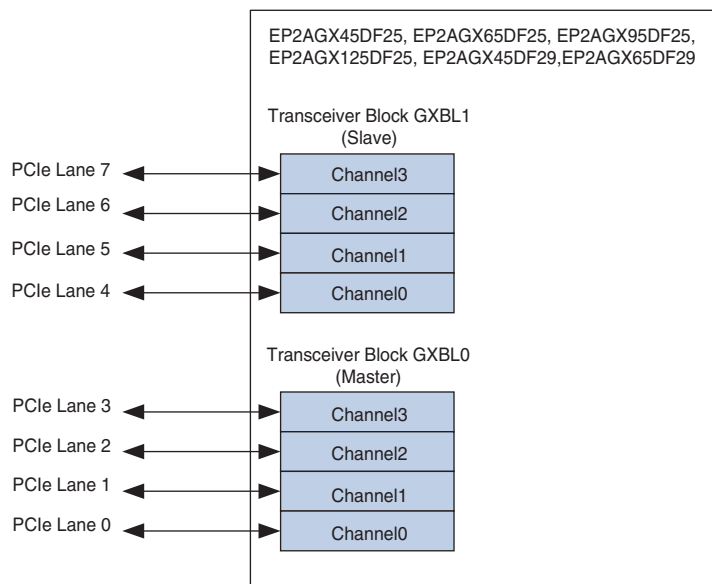 EP2AGX45DF25, EP2AGX65DF25, EP2AGX95DF25,
EP2AGX125DF25, EP2AGX45DF29,EP2AGX65DF29
Transceiver Block GXBL1
(Slave)
PCIe Lane 7
Channel3
PCIe Lane 6
Channel2
PCIe Lane 5
Channel1
PCIe Lane 4
Channel0
Transceiver Block GXBL0
(Master)
PCIe Lane 3
Channel3
PCIe Lane 2
Channel2
PCIe Lane 1
Channel1
PCIe Lane 0
Channel0